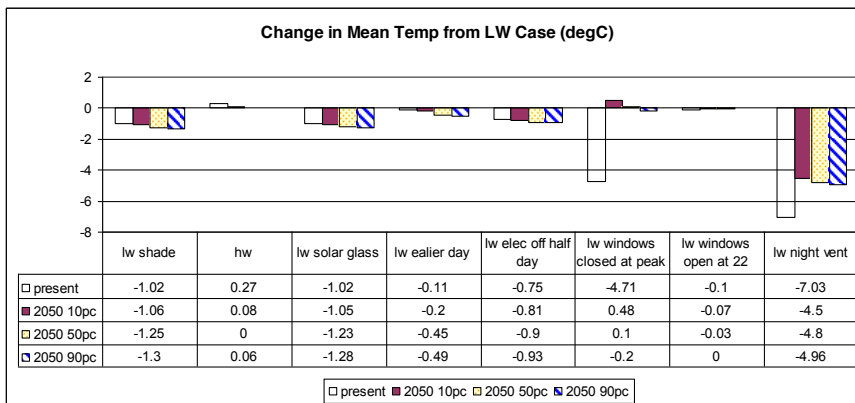 Change in Mean Temp from LW Case (degC)
2
0
-2
-4
-6
-8
lw shade hw lw solar glass lw ealier day lw elec off half day lw windows closed at peak lw windows open at 22 lw night vent
present -1.02 0.27 -1.02 -0.11 -0.75 -4.71 -0.1 -7.03
2050 10pc -1.06 0.08 -1.05 -0.2 -0.81 0.48 -0.07 -4.5
2050 50pc -1.25 0 -1.23 -0.45 -0.9 0.1 -0.03 -4.8
2050 90pc -1.3 0.06 -1.28 -0.49 -0.93 -0.2 0 -4.96
present 2050 10pc 2050 50pc 2050 90pc